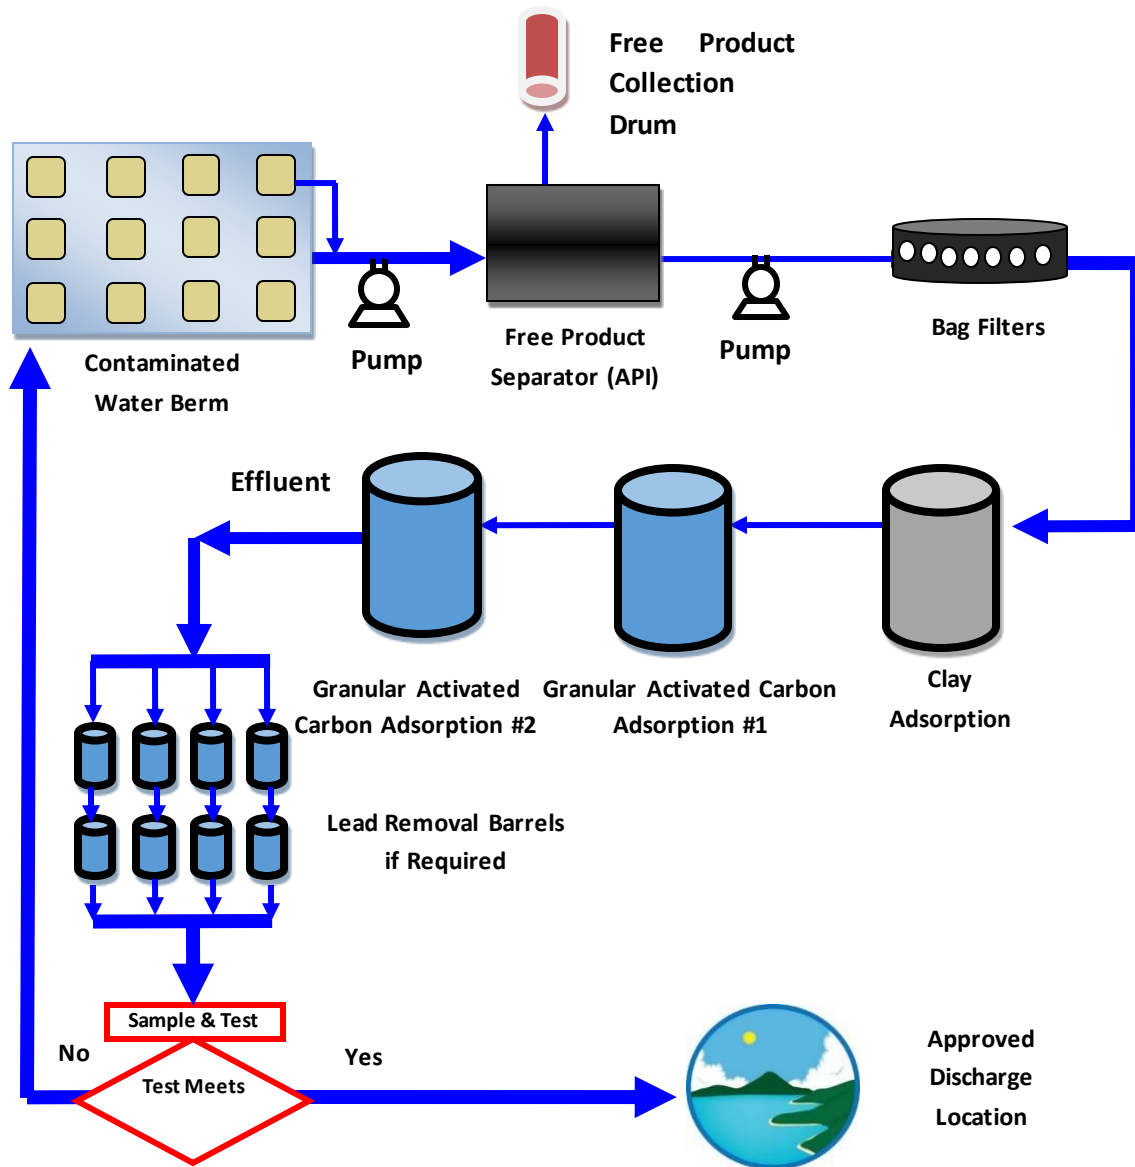 Free Product
Collection
Drum
Contaminated
Water Berm
Pump
Free Product
Separator (API)
Pump
Bag Filters
Effluent
Granular Activated
Carbon Adsorption #2
Granular Activated Carbon
Adsorption #1
Clay
Adsorption
Lead Removal Barrels
if Required
Sample & Test
No
Yes
Test Meets
Approved
Discharge
Location